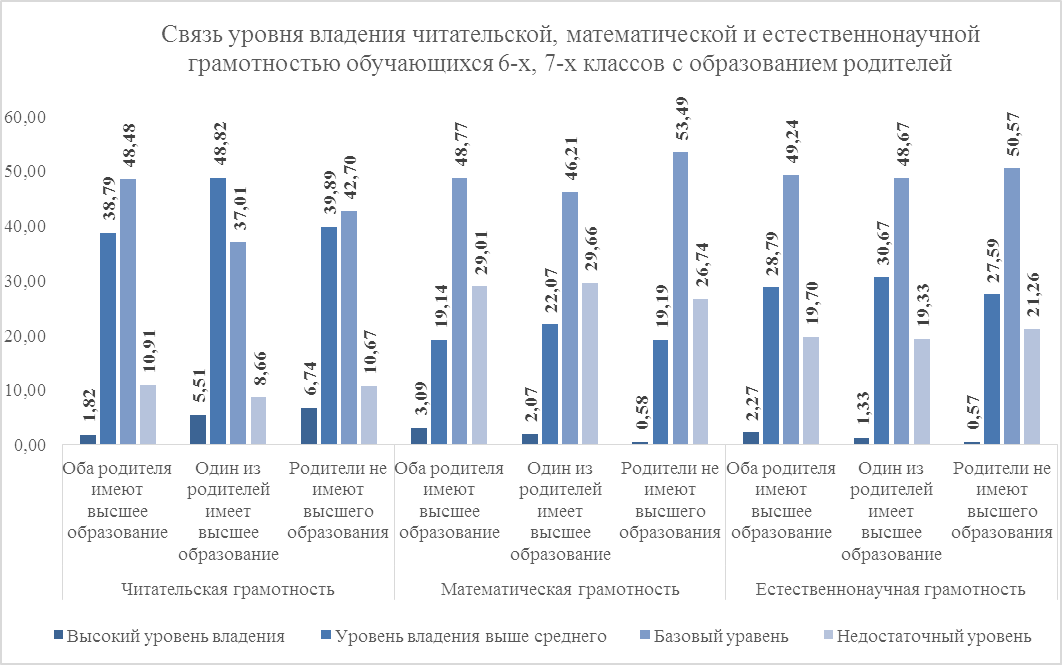 Связь уровня владения читательской, математической и естественнонаучной
грамотностью обучающихся 6-х, 7-х классов с образованием родителей
60,00
50,00
40,00
30,00
20,00
10,00
0,00
1,82
38,79
48,48
10,91
5,51
48,82
37,01
8,66
6,74
39,89
42,70
10,67
3,09
19,14
48,77
29,01
2,07
22,07
46,21
29,66
0,58
19,19
53,49
26,74
2,27
28,79
49,24
19,70
1,33
30,67
48,67
19,33
0,57
27,59
50,57
21,26
Оба родителя
имеют
высшее
образование
Один из
родителей
имеет
высшее
образование
Родители не
имеют
высшего
образования
Оба родителя
имеют
высшее
образование
Один из
родителей
имеет
высшее
образование
Родители не
имеют
высшего
образования
Оба родителя
имеют
высшее
образование
Один из
родителей
имеет
высшее
образование
Родители не
имеют
высшего
образования
Читательская грамотность
Математическая грамотность
Естественнонаучная грамотность
Высокий уровень владения
Уровень владения выше среднего
Базовый уравень
Недостаточный уровень